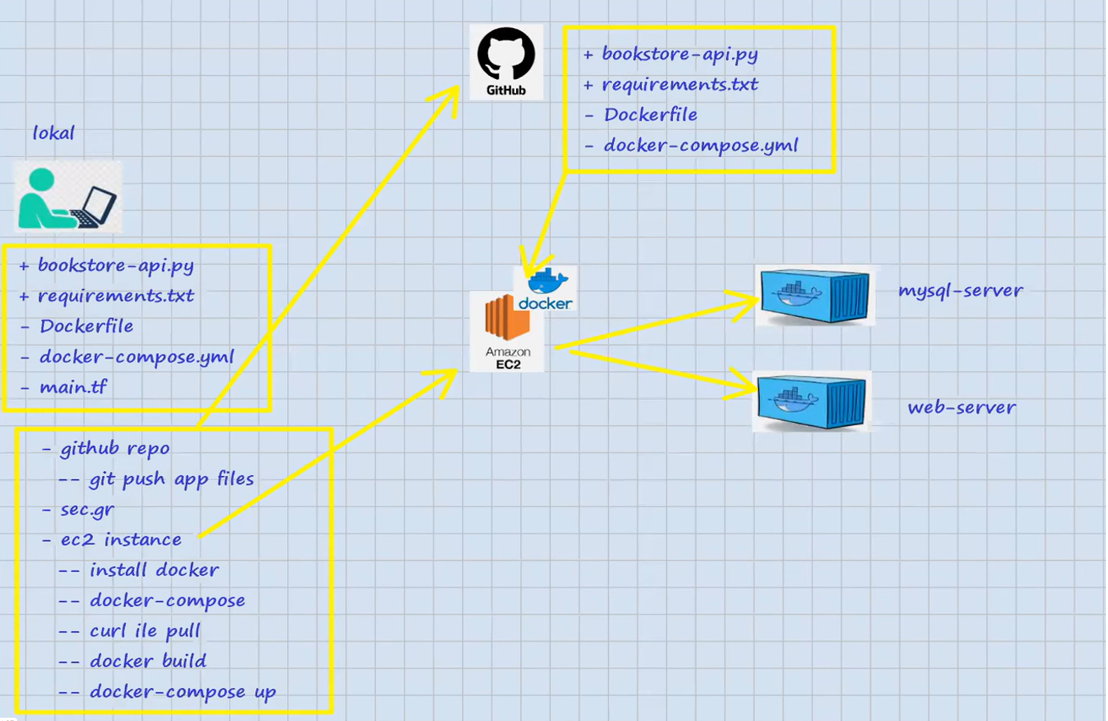 GitHub
+ bookstore-api.py
+ requirements.txt
- Dockerfile
- docker-compose.yml
lokal
+ bookstore-api.py
+ requirements.txt
- Dockerfile
- docker-compose.yml
- main.tf
- github repo
-- git push app files
- sec.gr
- ec2 instance
-- install docker
-- docker-compose
-- curl ile pull
-- docker build
-- docker-compose up
docker
Amazon
EC2
mysql-server
web-server